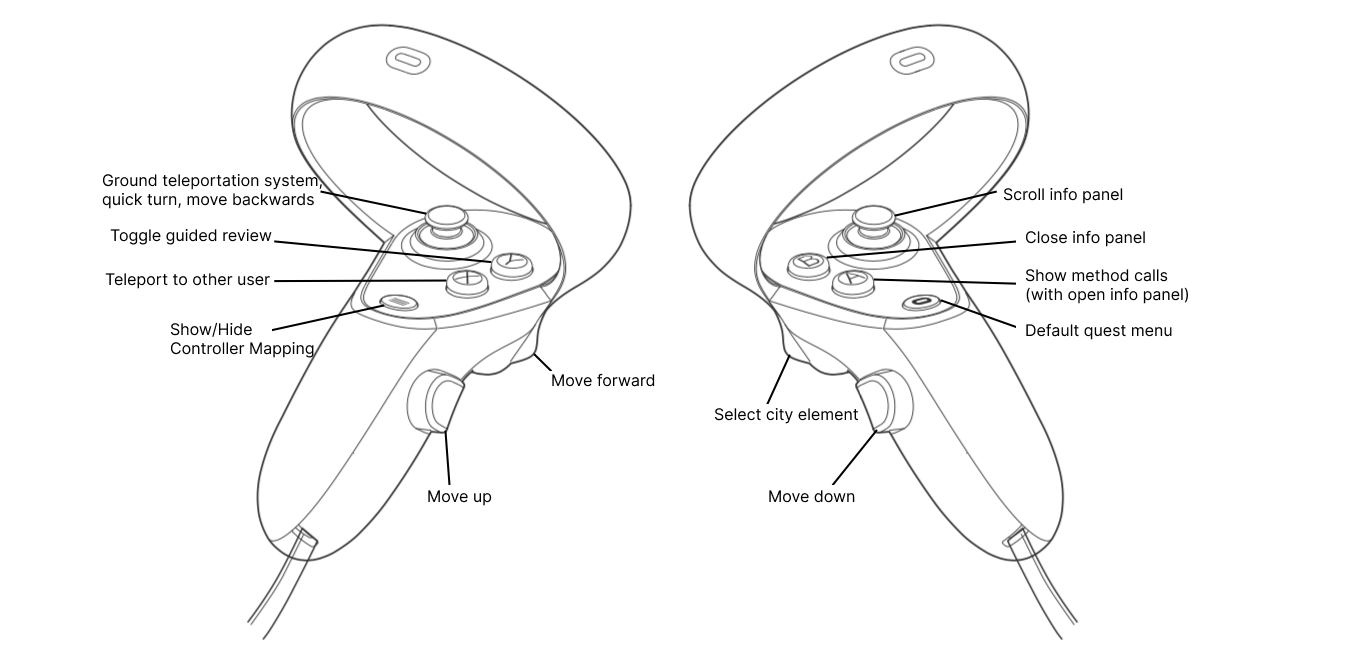 Ground teleportation system,
quick turn, move backwards
Toggle guided review
Teleport to other user
Show/Hide
Controller Mapping
Move forward
Move up
Y
X
Scroll info panel
Close info panel
Show method calls
(with open info panel)
Default quest menu
Select city element
Move down
B
A